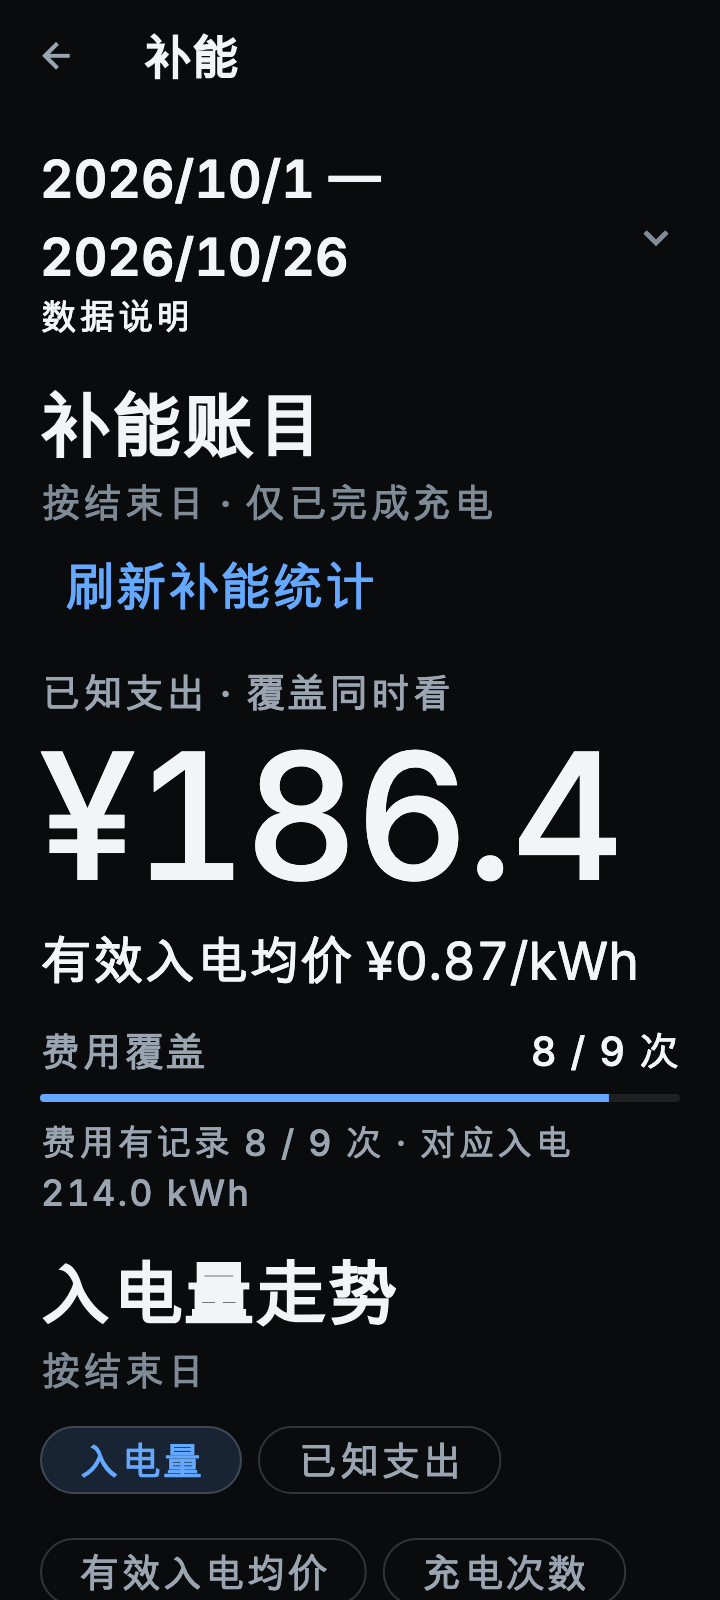 补能
2026/10/1 —
2026/10/26
数据说明
补能账目
按结束日 · 仅已完成充电
刷新补能统计
已知支出 · 覆盖同时看
¥186.4
有效入电均价 ¥0.87/kWh
费用覆盖 8 / 9 次
费用有记录 8 / 9 次 · 对应入电
214.0 kWh
入电量走势
按结束日
入电量 已知支出
有效入电均价 充电次数